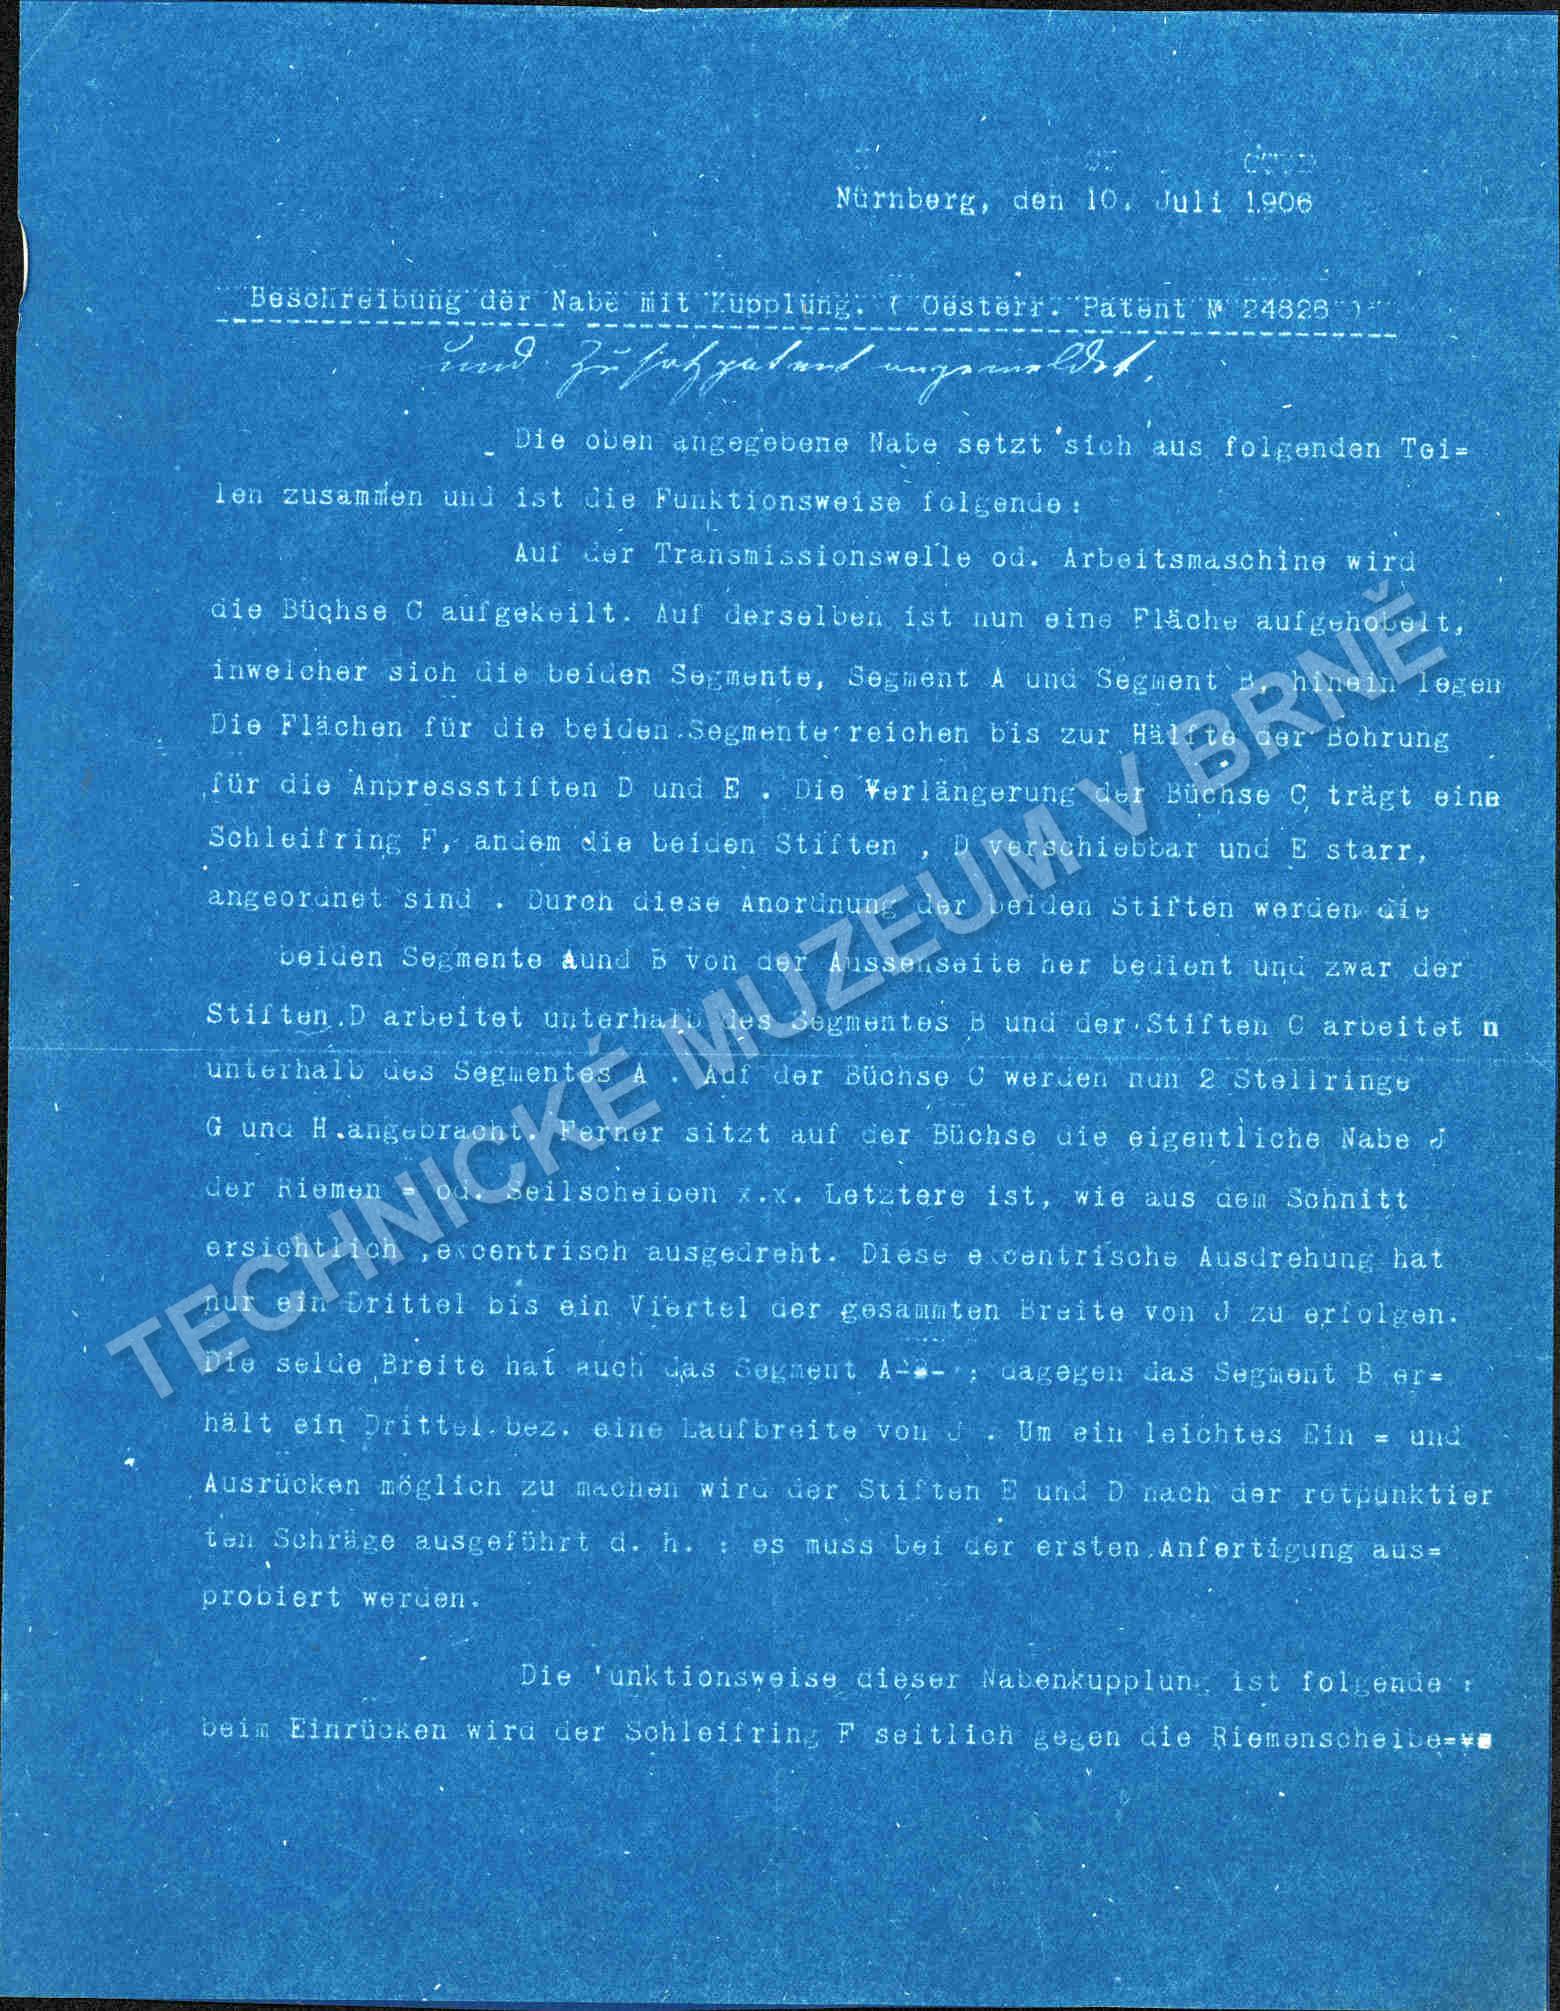 Nürnberg, den 10. Juli 1906
Beschreibung der Nabe mit Kupplung. ( Oesterr. Patent № 24828 )
und Zusatzpatent angemeldet.
Die oben angegebene Nabe setzt sich aus folgenden Tei=
len zusammen und ist die Funktionsweise folgende:
Auf der Transmissionswelle od. Arbeitsmaschine wird
die Büchse C aufgekeilt. Auf derselben ist nun eine Fläche aufgehobelt,
inwelcher sich die beiden Segmente, Segment A und Segment B, hinein legen
Die Flächen für die beiden Segmente reichen bis zur Hälfte der Bohrung
für die Anpressstiften D und E . Die Verlängerung der Büchse C trägt eine
Schleifring F, andem die beiden Stiften , D verschiebbar und E starr,
angeordnet sind . Durch diese Anordnung der beiden Stiften werden die
beiden Segmente Aund B von der Aussenseite her bedient und zwar der
Stiften D arbeitet unterhalb des Segmentes B und der Stiften C arbeitet n
unterhalb des Segmentes A . Auf der Büchse C werden nun 2 Stellringe
G und H angebracht. Ferner sitzt auf der Büchse die eigentliche Nabe J
der Riemen = od. Seilscheiben x.x. Letztere ist, wie aus dem Schnitt
ersichtlich ,excentrisch ausgedreht. Diese excentrische Ausdrehung hat
nur ein Drittel bis ein Viertel der gesammten Breite von J zu erfolgen.
Die selde Breite hat auch das Segment A ; dagegen das Segment B er=
hält ein Drittel bez. eine Laufbreite von J . Um ein leichtes Ein = und
Ausrücken möglich zu machen wird der Stiften E und D nach der rotpunktier
ten Schräge ausgeführt d. h. : es muss bei der ersten Anfertigung aus=
probiert werden.
Die 'unktionsweise dieser Nabenkupplung ist folgende :
beim Einrücken wird der Schleifring F seitlich gegen die Riemenscheibe=
TECHNICKÉ MUZEUM V BRNĚ